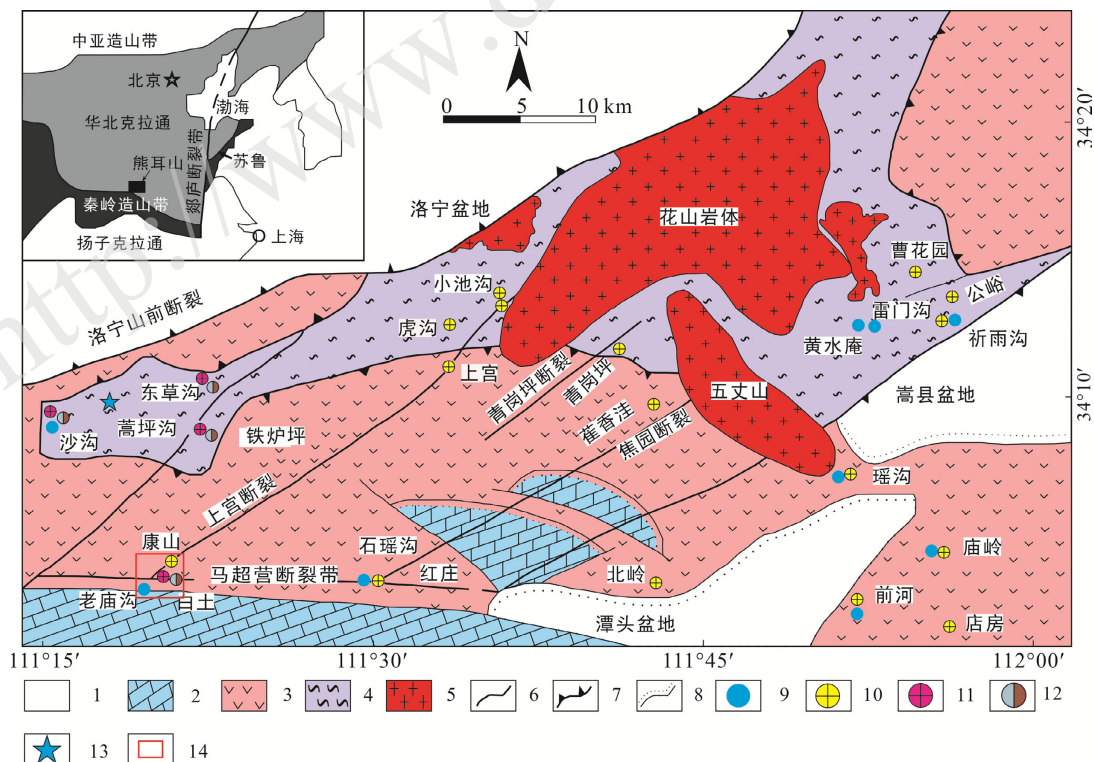 http://www.
中亚造山带
北京
渤海
华北克拉通
郯庐断裂带
苏鲁
熊耳山
秦岭造山带
扬子克拉通
上海
N
0 5 10 km
34°20′
洛宁盆地
花山岩体
曹花园
小池沟
公峪
洛宁山前断裂
虎沟
雷门沟
黄水庵
祈雨沟
上宫
青岗坪断裂
青岗坪
五丈山
嵩县盆地
34°10′
东草沟
萑香洼
焦园断裂
沙沟
蒿坪沟
铁炉坪
上宫断裂
瑶沟
康山
石瑶沟
庙岭
马超营断裂带
红庄
北岭
前河
老庙沟
白土
潭头盆地
店房
111°15′ 111°30′ 111°45′ 112°00′
1 2 3 4 5 6 7 8 9 10 11 12
13 14